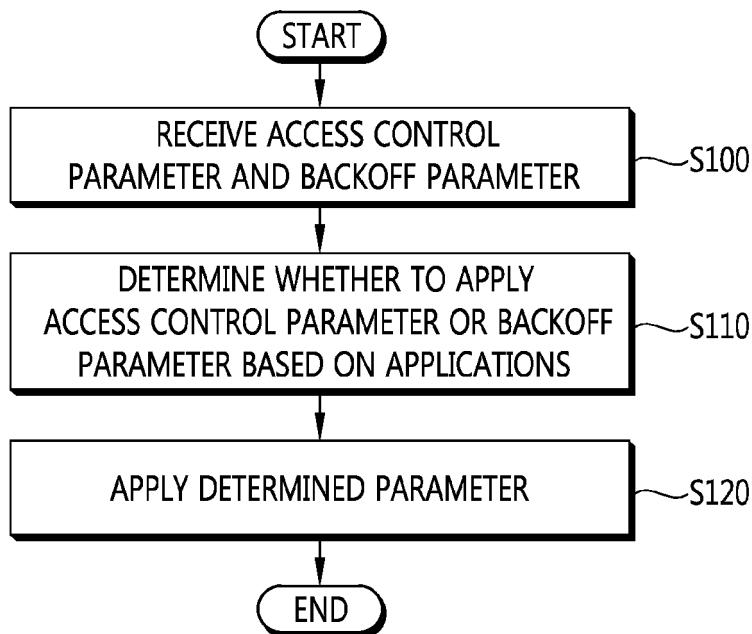 START
RECEIVE ACCESS CONTROL
PARAMETER AND BACKOFF PARAMETER
S100
DETERMINE WHETHER TO APPLY
ACCESS CONTROL PARAMETER OR BACKOFF
PARAMETER BASED ON APPLICATIONS
S110
APPLY DETERMINED PARAMETER
S120
END